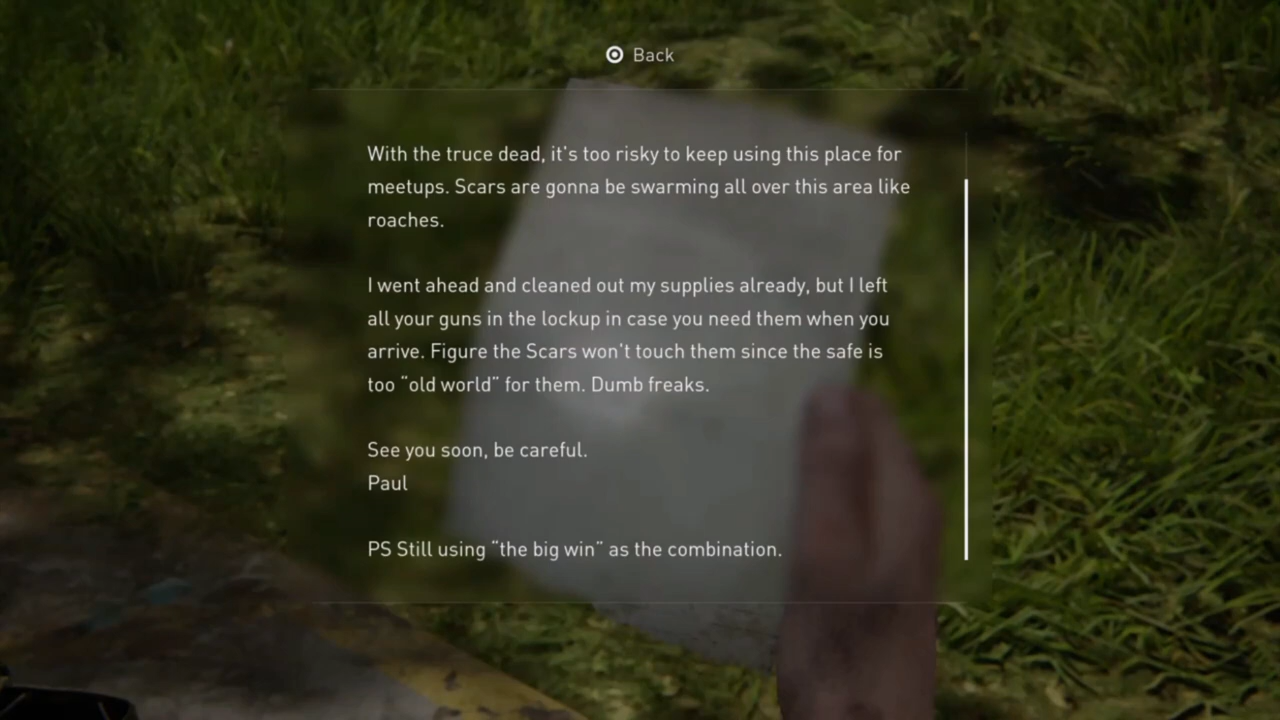 Back
With the truce dead, it's too risky to keep using this place for
meetups. Scars are gonna be swarming all over this area like
roaches.
I went ahead and cleaned out my supplies already, but I left
all your guns in the lockup in case you need them when you
arrive. Figure the Scars won't touch them since the safe is
too “old world” for them. Dumb freaks.
See you soon, be careful.
Paul
PS Still using “the big win” as the combination.